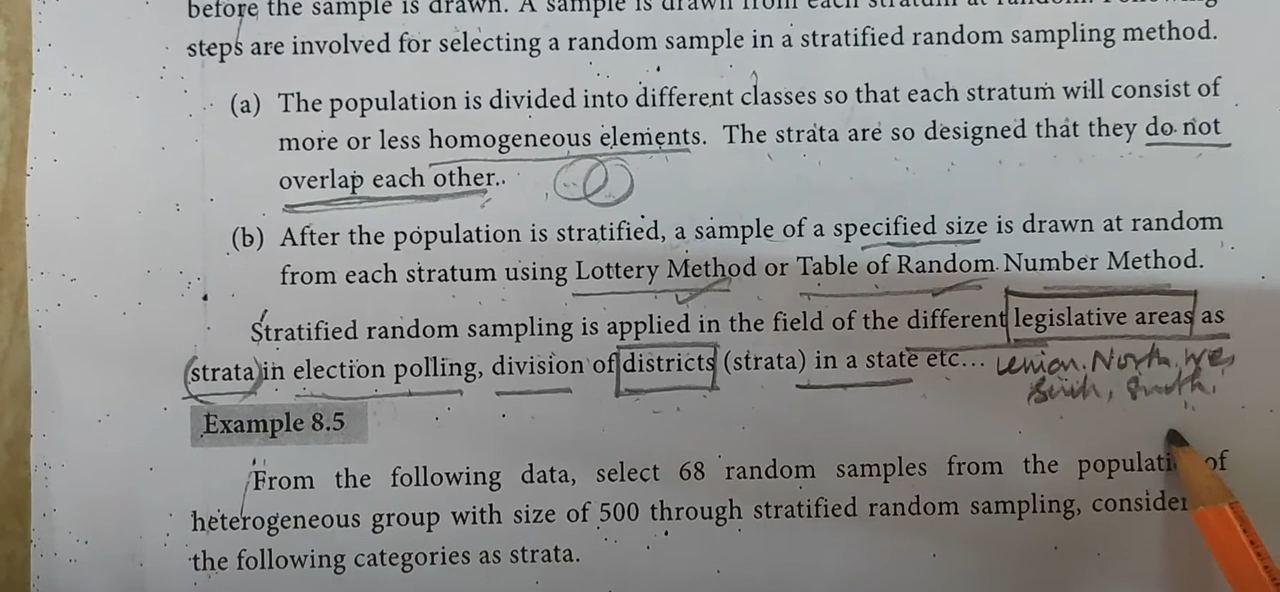 before the sample is drawn. A sample is drawn from each stratum at random. Following
steps are involved for selecting a random sample in a stratified random sampling method.
(a) The population is divided into different classes so that each stratum will consist of
more or less homogeneous elements. The strata are so designed that they do not
overlap each other.
(b) After the population is stratified, a sample of a specified size is drawn at random
from each stratum using Lottery Method or Table of Random Number Method.
Stratified random sampling is applied in the field of the different legislative areas as
(strata) in election polling, division of districts (strata) in a state etc...
North,
Example 8.5
From the following data, select 68 random samples from the of
heterogeneous group with size of 500 through stratified random sampling,
the following categories as strata.